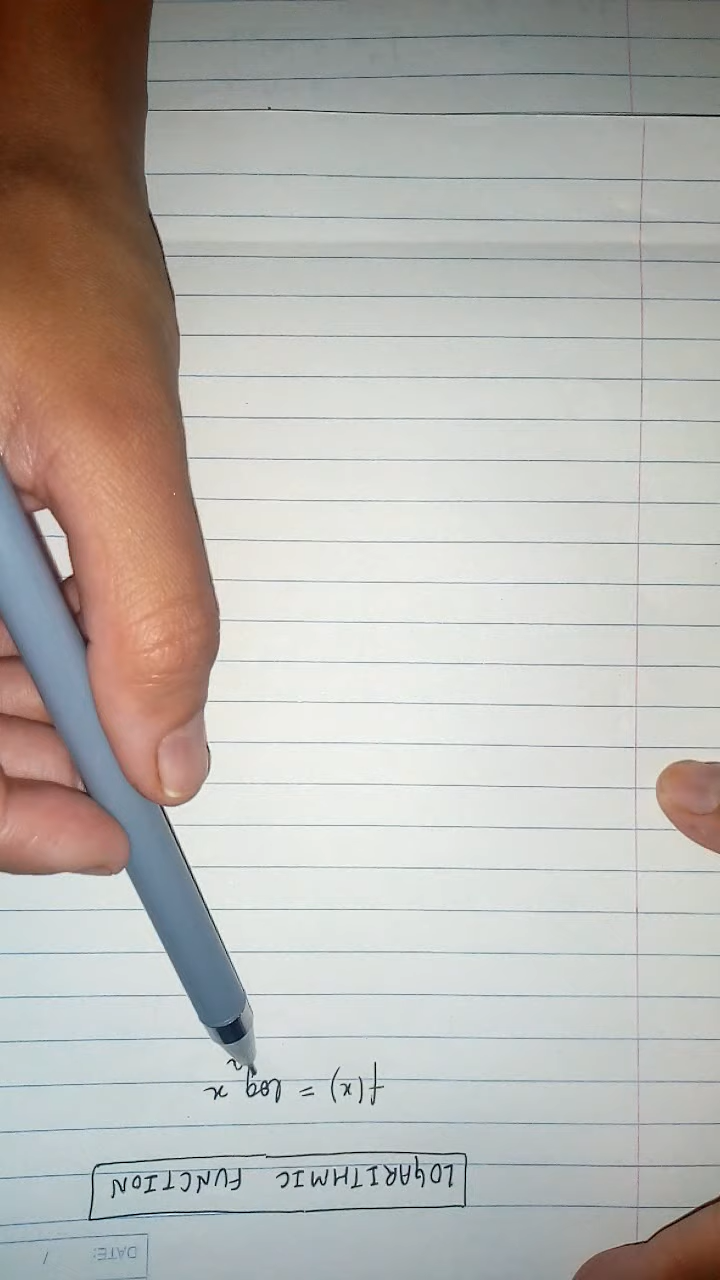 DATE: /
LOGARITHMIC FUNCTION
f(x) = log x